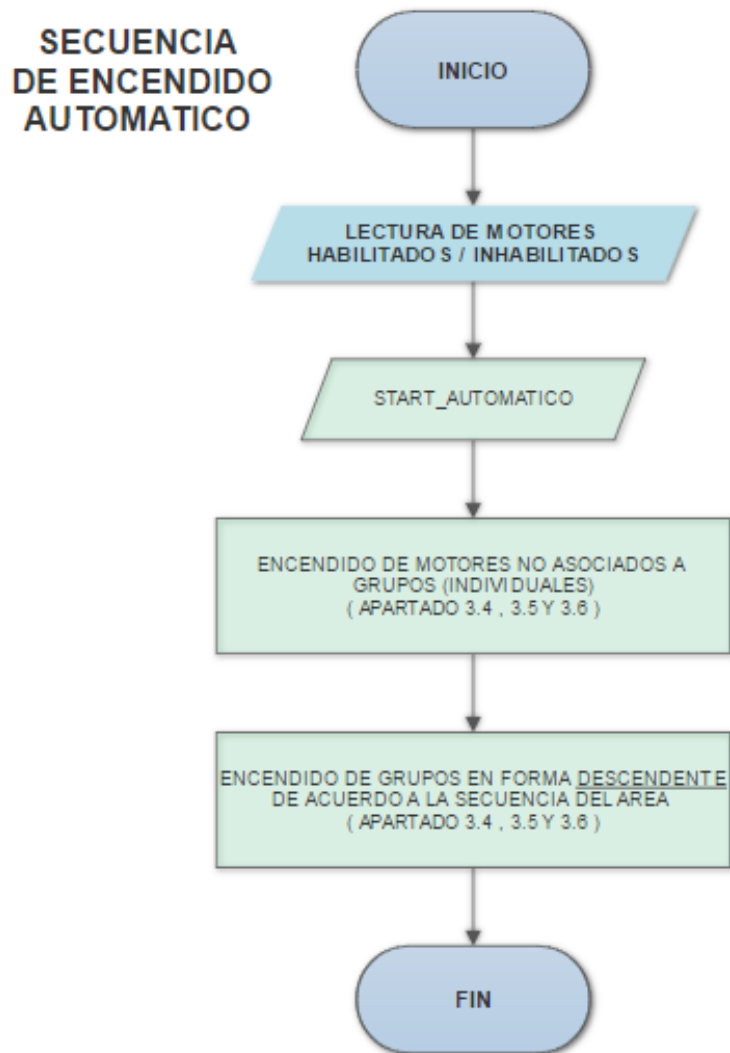 SECUENCIA
DE ENCENDIDO
AUTOMATICO
INICIO
LECTURA DE MOTORES
HABILITADOS / INHABILITADOS
START_AUTOMATICO
ENCENDIDO DE MOTORES NO ASOCIADOS A
GRUPOS (INDIVIDUALES)
( APARTADO 3.4 , 3.5 Y 3.6 )
ENCENDIDO DE GRUPOS EN FORMA DESCENDENTE
DE ACUERDO A LA SECUENCIA DEL AREA
( APARTADO 3.4 , 3.5 Y 3.6 )
FIN